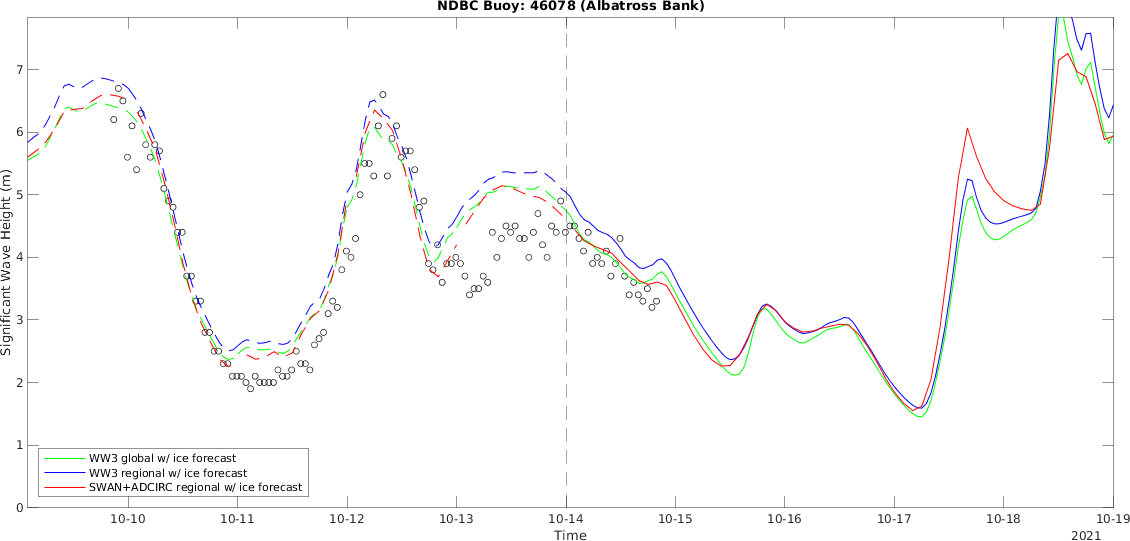 NDBC Buoy: 46078 (Albatross Bank)
Significant Wave Height (m)
7
6
5
4
3
2
1
0
WW3 global w/ ice forecast
WW3 regional w/ ice forecast
SWAN+ADCIRC regional w/ ice forecast
10-10 10-11 10-12 10-13 10-14 10-15 10-16 10-17 10-18 10-19
Time
2021